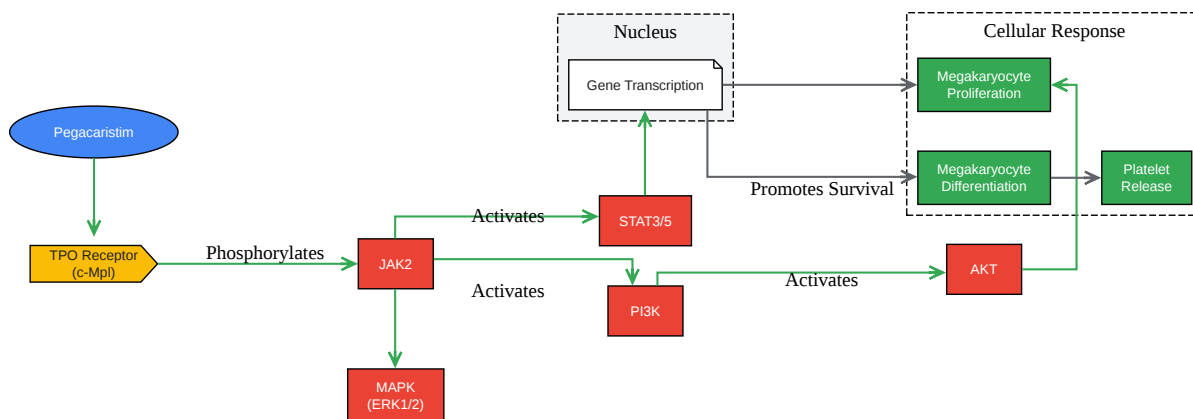 Nucleus
Cellular Response
Gene Transcription
Megakaryocyte
Proliferation
Pegacaristim
Megakaryocyte
Differentiation
Platelet
Release
Promotes Survival
Activates
STAT3/5
TPO Receptor
(c-Mpl)
Phosphorylates
JAK2
Activates
PI3K
Activates
AKT
MAPK
(ERK1/2)